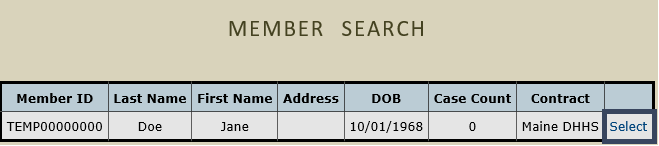 MEMBER SEARCH
Member ID Last Name First Name Address DOB Case Count Contract
TEMP00000000 Doe Jane 10/01/1968 0 Maine DHHS Select